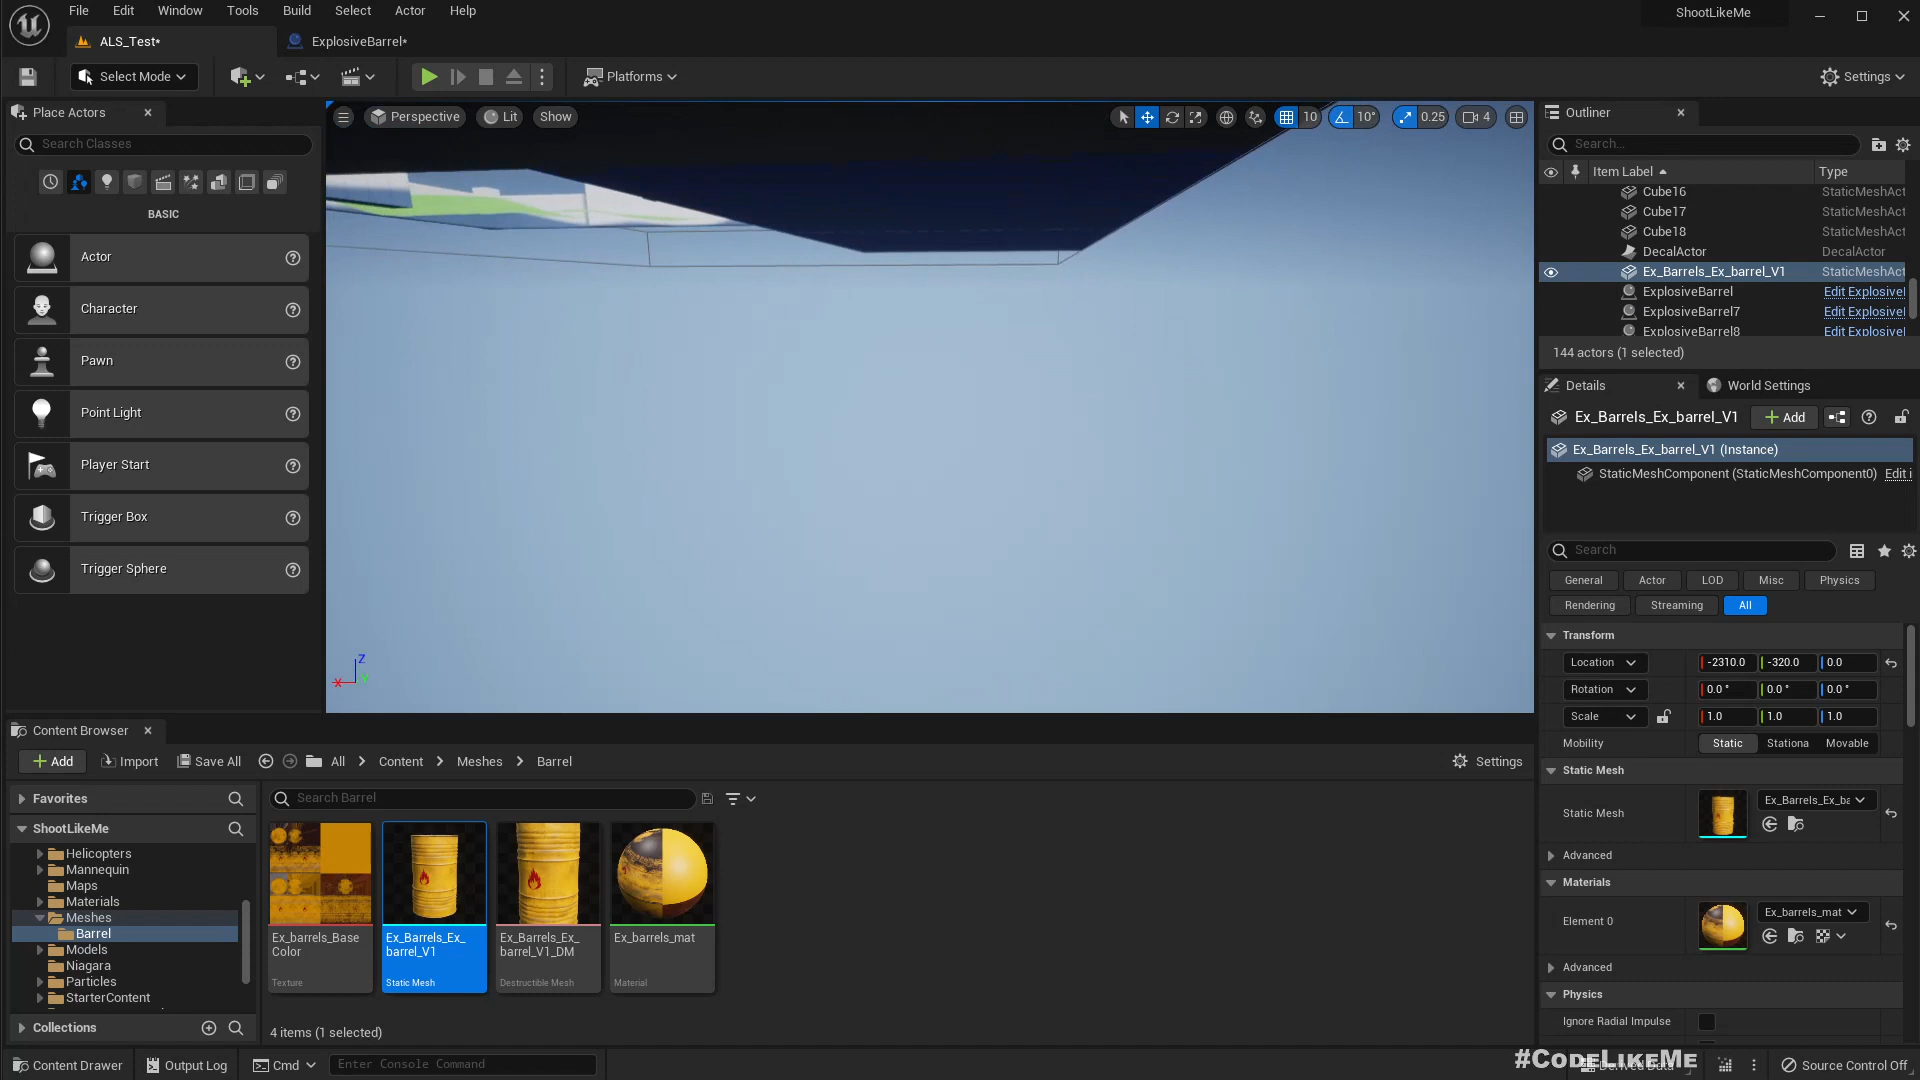 File Edit Window Tools Build Select Actor Help
ShootLikeMe
ALS_Test*
ExplosiveBarrel*
Select Mode
Platforms
Settings
Place Actors
Search Classes
BASIC
Actor
Character
Pawn
Point Light
Player Start
Trigger Box
Trigger Sphere
Perspective
Lit
Show
10
10°
0.25
4
X
Z
Outliner
Search...
Item Label
Type
Cube16 StaticMeshAct
Cube17 StaticMeshAct
Cube18 StaticMeshAct
DecalActor DecalActor
Ex_Barrels_Ex_barrel_V1 StaticMeshAct
ExplosiveBarrel Edit Explosivel
ExplosiveBarrel7 Edit Explosivel
ExplosiveBarrel8 Edit Explosivel
144 actors (1 selected)
Details
World Settings
Ex_Barrels_Ex_barrel_V1
Add
Ex_Barrels_Ex_barrel_V1 (Instance)
StaticMeshComponent (StaticMeshComponent0) Edit i
Search
General Actor LOD Misc Physics
Rendering Streaming All
Transform
Location -2310.0 -320.0 0.0
Rotation 0.0 ° 0.0 ° 0.0 °
Scale 1.0 1.0 1.0
Mobility Static Stationa Movable
Static Mesh
Static Mesh Ex_Barrels_Ex_ba
Advanced
Materials
Element 0 Ex_barrels_mat
Advanced
Physics
Ignore Radial Impulse
Content Browser
Add Import Save All All Content Meshes Barrel Settings
Favorites
ShootLikeMe
Helicopters
Mannequin
Maps
Materials
Meshes
Barrel
Models
Niagara
Particles
StarterContent
Collections
Search Barrel
Ex_barrels_Base
Color
Texture
Ex_Barrels_Ex_
barrel_V1
Static Mesh
Ex_Barrels_Ex_
barrel_V1_DM
Destructible Mesh
Ex_barrels_mat
Material
4 items (1 selected)
Content Drawer Output Log Cmd Enter Console Command
#CodeLikeMe
Derived Data
Source Control Off